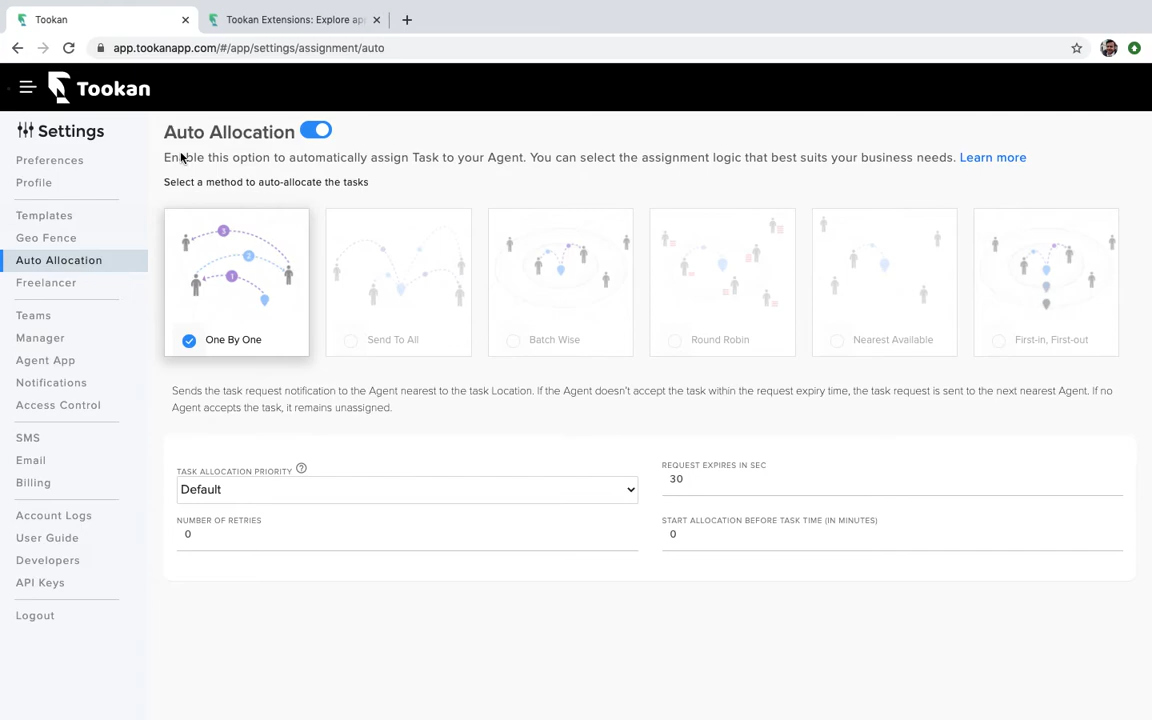 Tookan
Tookan Extensions: Explore ap
app.tookanapp.com/#/app/settings/assignment/auto
Tookan
Settings
Preferences
Profile
Templates
Geo Fence
Auto Allocation
Freelancer
Teams
Manager
Agent App
Notifications
Access Control
SMS
Email
Billing
Account Logs
User Guide
Developers
API Keys
Logout
Auto Allocation
Enable this option to automatically assign Task to your Agent. You can select the assignment logic that best suits your business needs. Learn more
Select a method to auto-allocate the tasks
3
2
1
One By One
Send To All
Batch Wise
Round Robin
Nearest Available
First-in, First-out
Sends the task request notification to the Agent nearest to the task Location. If the Agent doesn't accept the task within the request expiry time, the task request is sent to the next nearest Agent. If no
Agent accepts the task, it remains unassigned.
TASK ALLOCATION PRIORITY ?
Default
REQUEST EXPIRES IN SEC
30
NUMBER OF RETRIES
0
START ALLOCATION BEFORE TASK TIME (IN MINUTES)
0